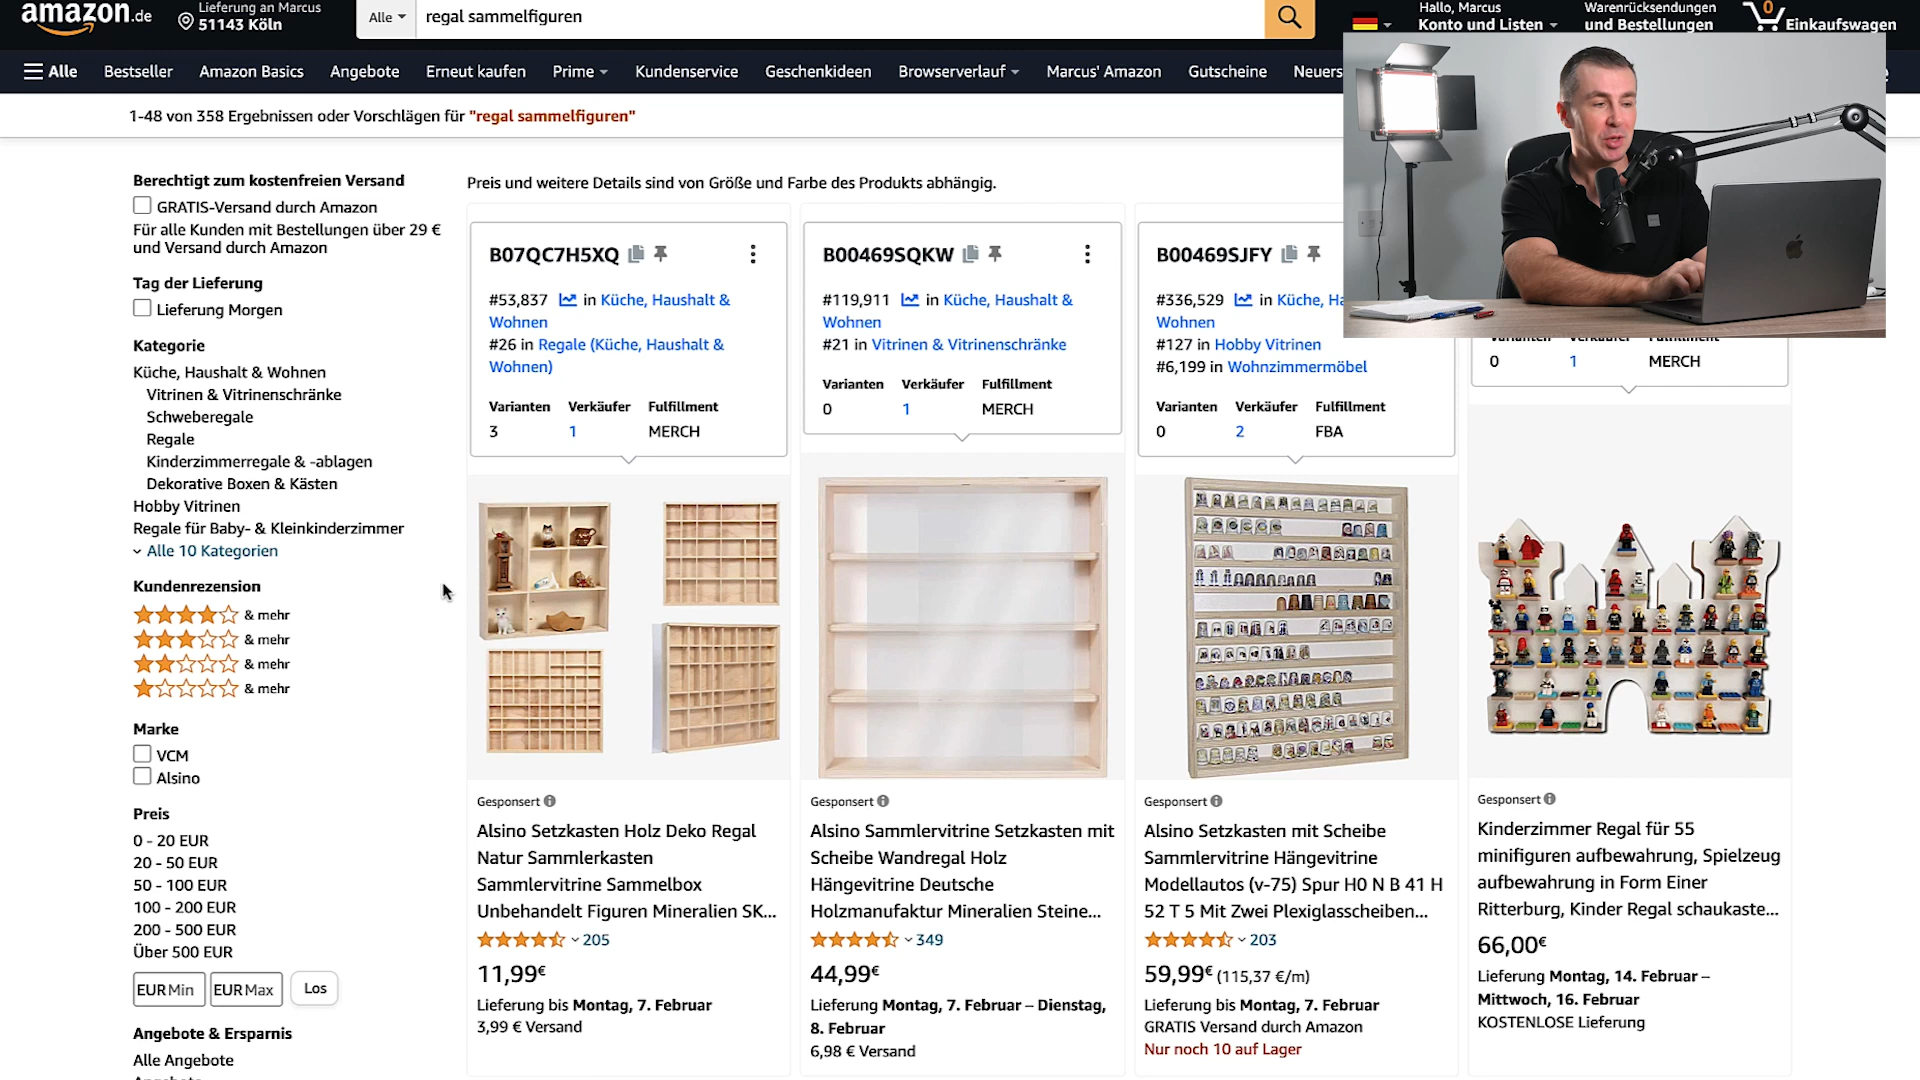 amazon.de
Lieferung an Marcus
51143 Köln
Alle
regal sammelfiguren
Hallo, Marcus
Konto und Listen
Warenrücksendungen
und Bestellungen
0
Einkaufswagen
Alle
Bestseller
Amazon Basics
Angebote
Erneut kaufen
Prime
Kundenservice
Geschenkideen
Browserverlauf
Marcus' Amazon
Gutscheine
1-48 von 358 Ergebnissen oder Vorschlägen für "regal sammelfiguren"
Berechtigt zum kostenfreien Versand
GRATIS-Versand durch Amazon
Für alle Kunden mit Bestellungen über 29 €
und Versand durch Amazon
Tag der Lieferung
Lieferung Morgen
Kategorie
Küche, Haushalt & Wohnen
Vitrinen & Vitrinenschränke
Schweberegale
Regale
Kinderzimmerregale & -ablagen
Dekorative Boxen & Kästen
Hobby Vitrinen
Regale für Baby- & Kleinkinderzimmer
Alle 10 Kategorien
Kundenrezension
& mehr
& mehr
& mehr
& mehr
Marke
VCM
Alsino
Preis
0 - 20 EUR
20 - 50 EUR
50 - 100 EUR
100 - 200 EUR
200 - 500 EUR
Über 500 EUR
EUR Min
EUR Max
Los
Angebote & Ersparnis
Alle Angebote
Preis und weitere Details sind von Größe und Farbe des Produkts abhängig.
B07QC7H5XQ
#53,837 in Küche, Haushalt &
Wohnen
#26 in Regale (Küche, Haushalt &
Wohnen)
Varianten Verkäufer Fulfillment
3 1 MERCH
Gesponsert
Alsino Setzkasten Holz Deko Regal
Natur Sammlerkasten
Sammlervitrine Sammelbox
Unbehandelt Figuren Mineralien SK...
205
11,99€
Lieferung bis Montag, 7. Februar
3,99 € Versand
B00469SQKW
#119,911 in Küche, Haushalt &
Wohnen
#21 in Vitrinen & Vitrinenschränke
Varianten Verkäufer Fulfillment
0 1 MERCH
Gesponsert
Alsino Sammlervitrine Setzkasten mit
Scheibe Wandregal Holz
Hängevitrine Deutsche
Holzmanufaktur Mineralien Steine...
349
44,99€
Lieferung Montag, 7. Februar – Dienstag,
8. Februar
6,98 € Versand
B00469SJFY
#336,529 in Küche,
Wohnen
#127 in Hobby Vitrinen
#6,199 in Wohnzimmermöbel
Varianten Verkäufer Fulfillment
0 2 FBA
Gesponsert
Alsino Setzkasten mit Scheibe
Sammlervitrine Hängevitrine
Modellautos (v-75) Spur H0 N B 41 H
52 T 5 Mit Zwei Plexiglasscheiben...
203
59,99€ (115,37 €/m)
Lieferung bis Montag, 7. Februar
GRATIS Versand durch Amazon
Nur noch 10 auf Lager
Varianten Verkäufer Fulfillment
0 1 MERCH
Gesponsert
Kinderzimmer Regal für 55
minifiguren aufbewahrung, Spielzeug
aufbewahrung in Form Einer
Ritterburg, Kinder Regal schaukaste...
66,00€
Lieferung Montag, 14. Februar –
Mittwoch, 16. Februar
KOSTENLOSE Lieferung